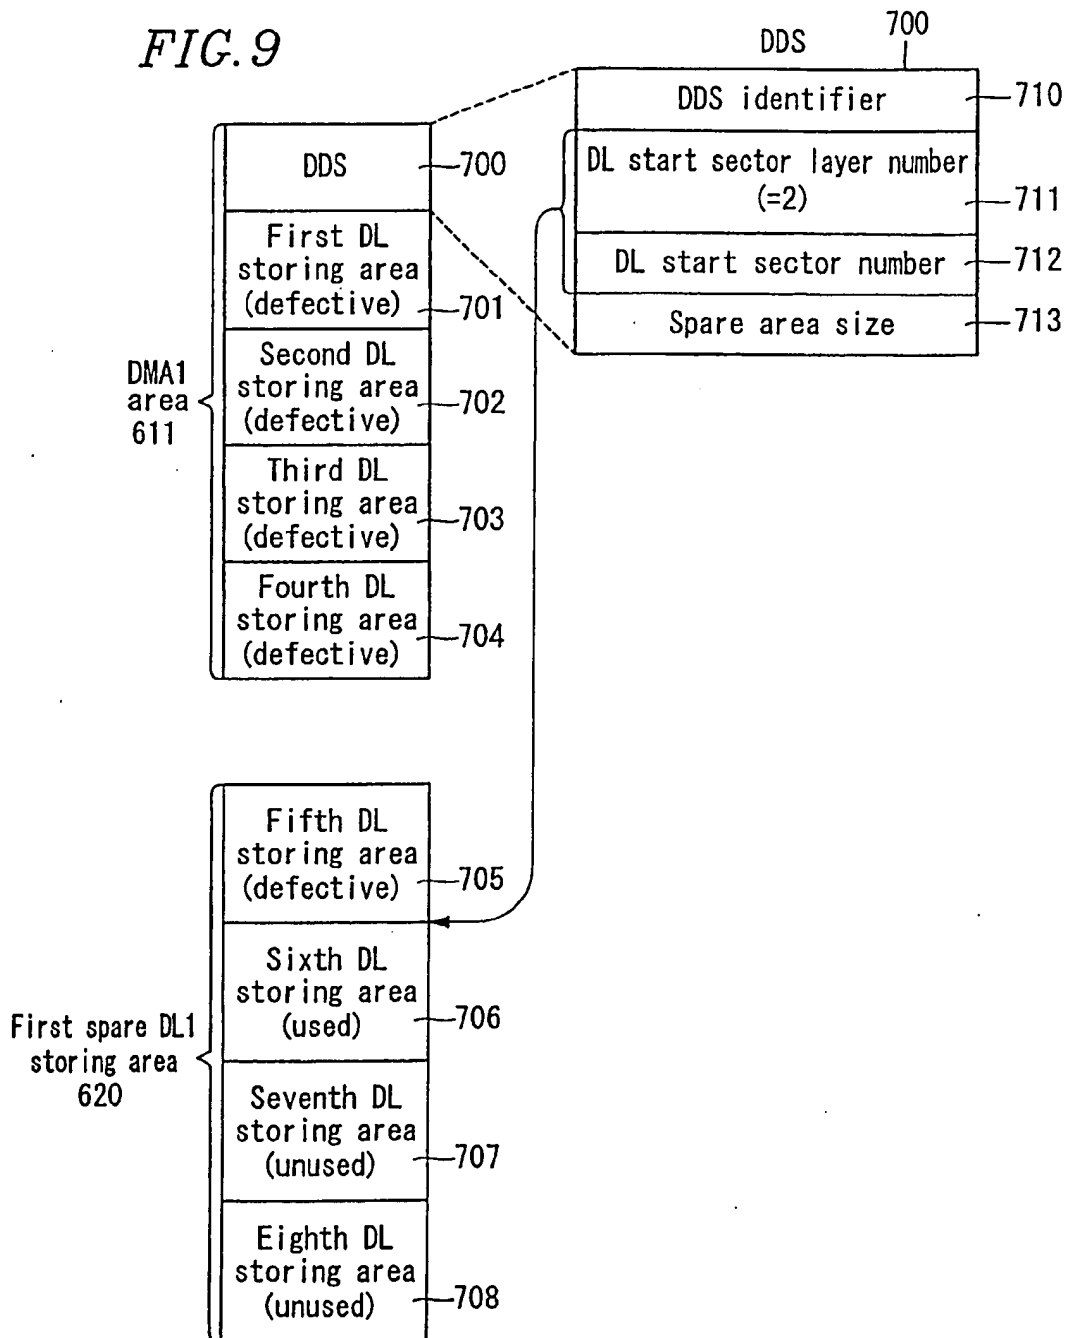 FIG. 9
DDS
700
DDS identifier
710
DL start sector layer number
(=2)
711
DL start sector number
712
Spare area size
713
DDS
700
First DL
storing area
(defective)
701
Second DL
storing area
(defective)
702
Third DL
storing area
(defective)
703
Fourth DL
storing area
(defective)
704
DMA1
area
611
Fifth DL
storing area
(defective)
705
Sixth DL
storing area
(used)
706
Seventh DL
storing area
(unused)
707
Eighth DL
storing area
(unused)
708
First spare DL1
storing area
620